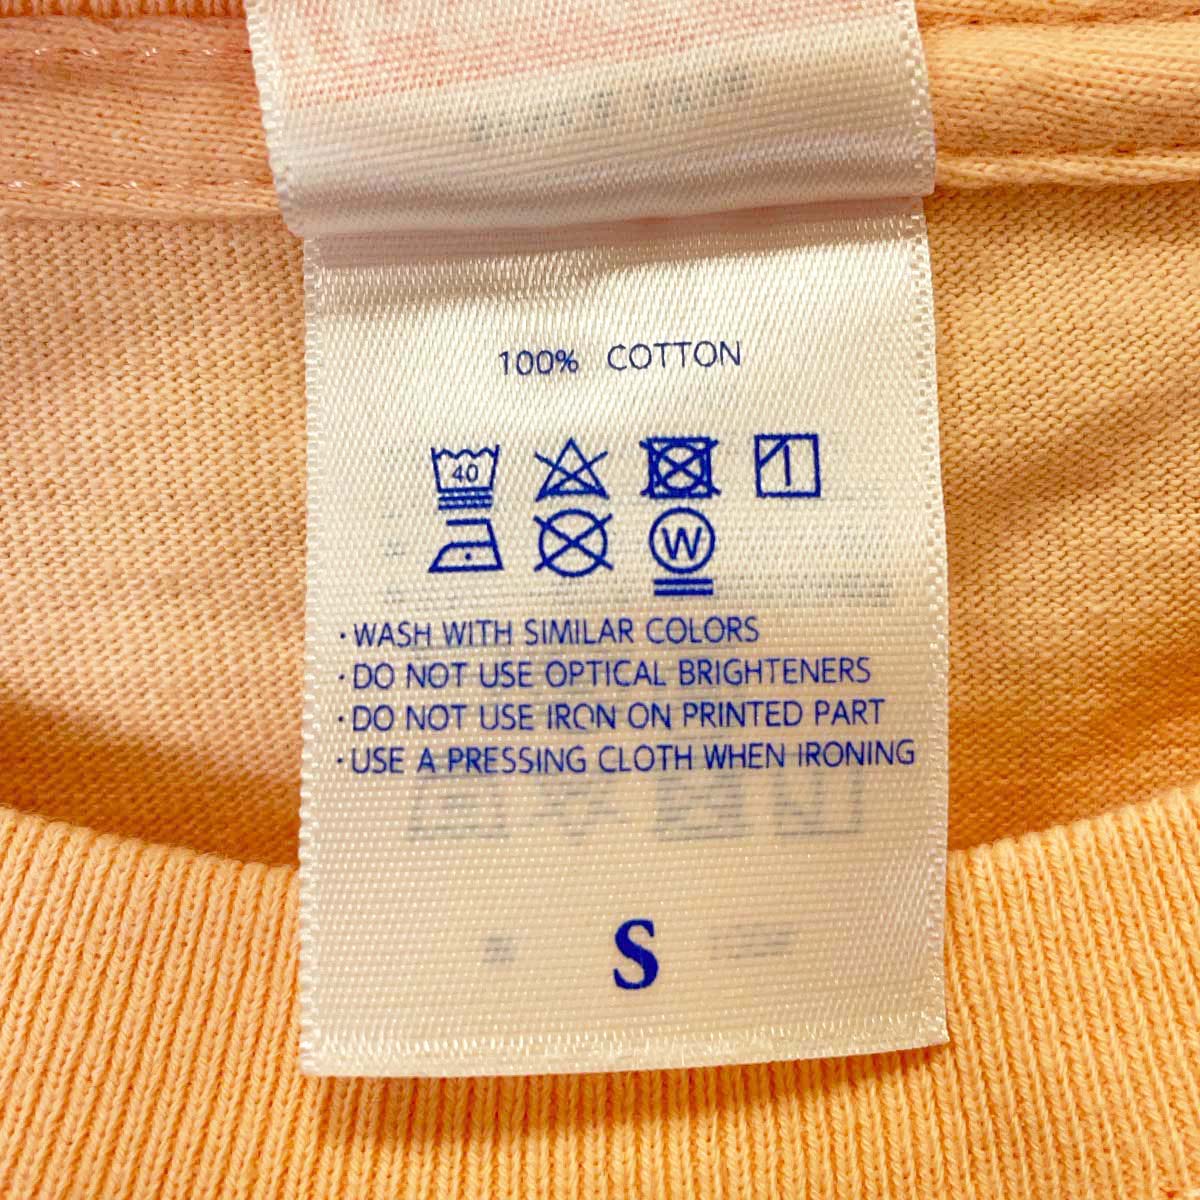 100% COTTON
40
W
· WASH WITH SIMILAR COLORS
· DO NOT USE OPTICAL BRIGHTENERS
· DO NOT USE IRON ON PRINTED PART
· USE A PRESSING CLOTH WHEN IRONING
S